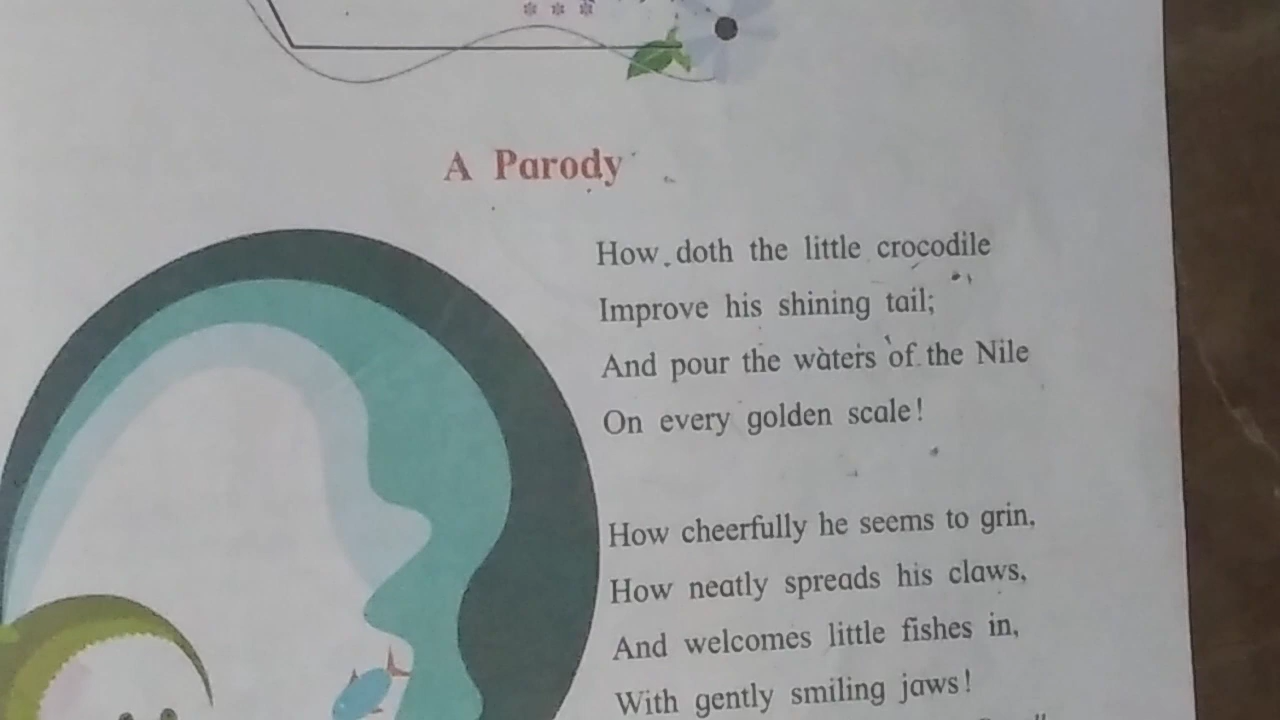 * * *
A Parody
How doth the little crocodile
Improve his shining tail;
And pour the waters of the Nile
On every golden scale!
How cheerfully he seems to grin,
How neatly spreads his claws,
And welcomes little fishes in,
With gently smiling jaws!